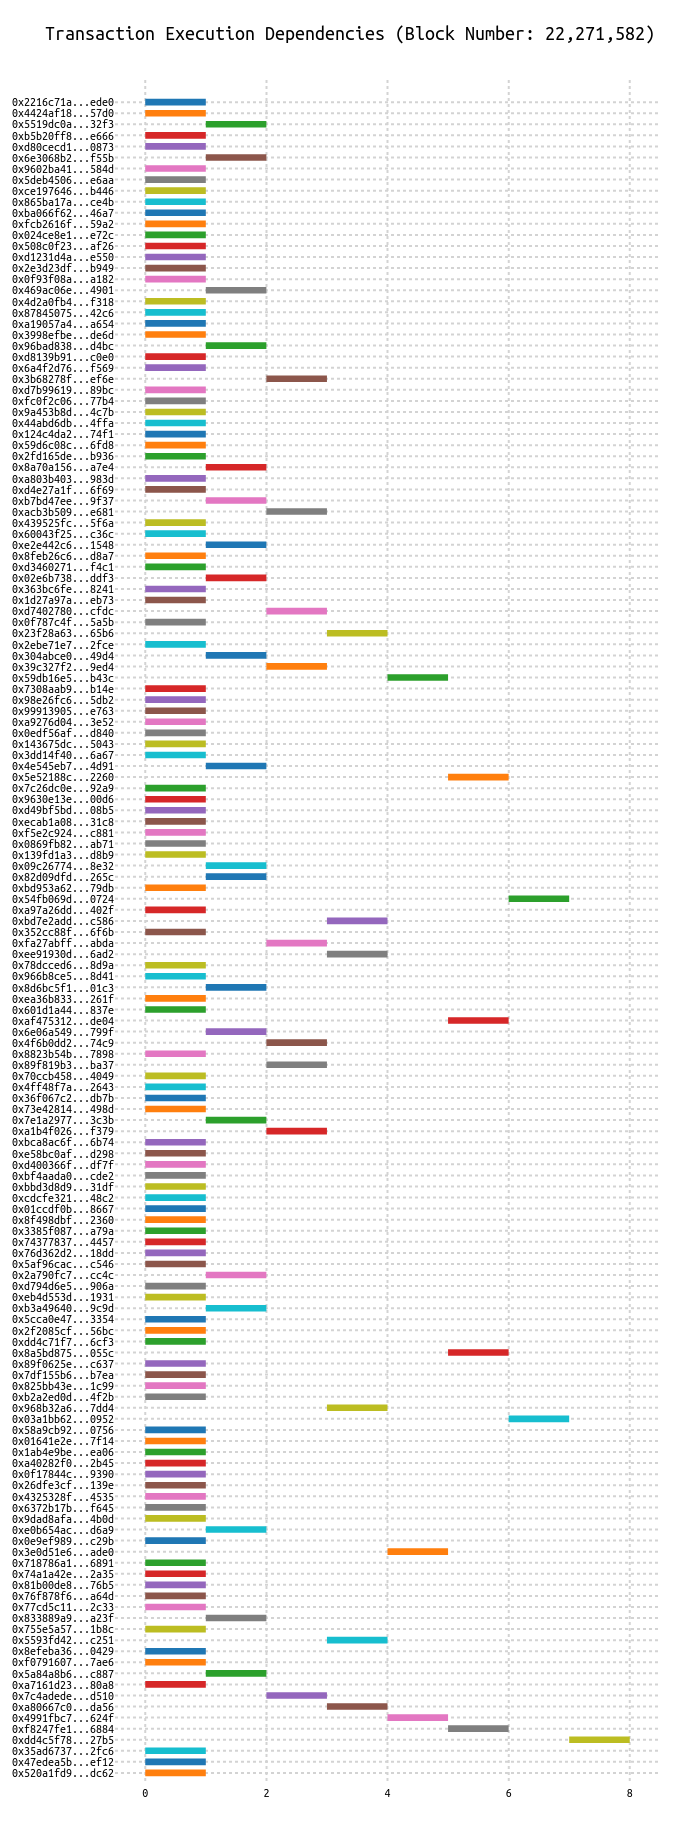 Transaction Execution Dependencies (Block Number: 22,271,582)
0x2216c71a...ede0
0x4424af18...57d0
0x5519dc0a...32f3
0xb5b20ff8...e666
0xd80cecd1...0873
0x6e3068b2...f55b
0x9602ba41...584d
0x5deb4506...e6aa
0xce197646...b446
0x865ba17a...ce4b
0xba066f62...46a7
0xfcb2616f...59a2
0x024ce8e1...e72c
0x508c0f23...af26
0xd1231d4a...e550
0x2e3d23df...b949
0x0f93f08a...a182
0x469ac06e...4901
0x4d2a0fb4...f318
0x87845075...42c6
0xa19057a4...a654
0x3998efbe...de6d
0x96bad838...d4bc
0xd8139b91...c0e0
0x6a4f2d76...f569
0x3b68278f...ef6e
0xd7b99619...89bc
0xfc0f2c06...77b4
0x9a453b8d...4c7b
0x44abd6db...4ffa
0x124c4da2...74f1
0x59d6c08c...6fd8
0x2fd165de...b936
0x8a70a156...a7e4
0xa803b403...983d
0xd4e27a1f...6f69
0xb7bd47ee...9f37
0xacb3b509...e681
0x439525fc...5f6a
0x60043f25...c36c
0xe2e442c6...1548
0x8feb26c6...d8a7
0xd3460271...f4c1
0x02e6b738...ddf3
0x363bc6fe...8241
0x1d27a97a...eb73
0xd7402780...cfdc
0x0f787c4f...5a5b
0x23f28a63...65b6
0x2ebe71e7...2fce
0x304abce0...49d4
0x39c327f2...9ed4
0x59db16e5...b43c
0x7308aab9...b14e
0x98e26fc6...5db2
0x99913905...e763
0xa9276d04...3e52
0x0edf56af...d840
0x143675dc...5043
0x3dd14f40...6a67
0x4e545eb7...4d91
0x5e52188c...2260
0x7c26dc0e...92a9
0x9630e13e...00d6
0xd49bf5bd...08b5
0xecab1a08...31c8
0xf5e2c924...c881
0x0869fb82...ab71
0x139fd1a3...d8b9
0x09c26774...8e32
0x82d09dfd...265c
0xbd953a62...79db
0x54fb069d...0724
0xa97a26dd...402f
0xbd7e2add...c586
0x352cc88f...6f6b
0xfa27abff...abda
0xee91930d...6ad2
0x78dcced6...8d9a
0x966b8ce5...8d41
0x8d6bc5f1...01c3
0xea36b833...261f
0x601d1a44...837e
0xaf475312...de04
0x6e06a549...799f
0x4f6b0dd2...74c9
0x8823b54b...7898
0x89f819b3...ba37
0x70ccb458...4049
0x4ff48f7a...2643
0x36f067c2...db7b
0x73e42814...498d
0x7e1a2977...3c3b
0xa1b4f026...f379
0xbca8ac6f...6b74
0xe58bc0af...d298
0xd400366f...df7f
0xbf4aada0...cde2
0xbbd3d8d9...31df
0xcdcfe321...48c2
0x01ccdf0b...8667
0x8f498dbf...2360
0x3385f087...a79a
0x74377837...4457
0x76d362d2...18dd
0x5af96cac...c546
0x2a790fc7...cc4c
0xd794d6e5...906a
0xeb4d553d...1931
0xb3a49640...9c9d
0x5cca0e47...3354
0x2f2085cf...56bc
0xdd4c71f7...6cf3
0x8a5bd875...055c
0x89f0625e...c637
0x7df155b6...b7ea
0x825bb43e...1c99
0xb2a2ed0d...4f2b
0x968b32a6...7dd4
0x03a1bb62...0952
0x58a9cb92...0756
0x01641e2e...7f14
0x1ab4e9be...ea06
0xa40282f0...2b45
0x0f17844c...9390
0x26dfe3cf...139e
0x4325328f...4535
0x6372b17b...f645
0x9dad8afa...4b0d
0xe0b654ac...d6a9
0x0e9ef989...c29b
0x3e0d51e6...ade0
0x718786a1...6891
0x74a1a42e...2a35
0x81b00de8...76b5
0x76f878f6...a64d
0x77cd5c11...2c33
0x833889a9...a23f
0x755e5a57...1b8c
0x5593fd42...c251
0x8efeba36...0429
0xf0791607...7ae6
0x5a84a8b6...c887
0xa7161d23...80a8
0x7c4adede...d510
0xa80667c0...da56
0x4991fbc7...624f
0xf8247fe1...6884
0xdd4c5f78...27b5
0x35ad6737...2fc6
0x47edea5b...ef12
0x520a1fd9...dc62
0 2 4 6 8